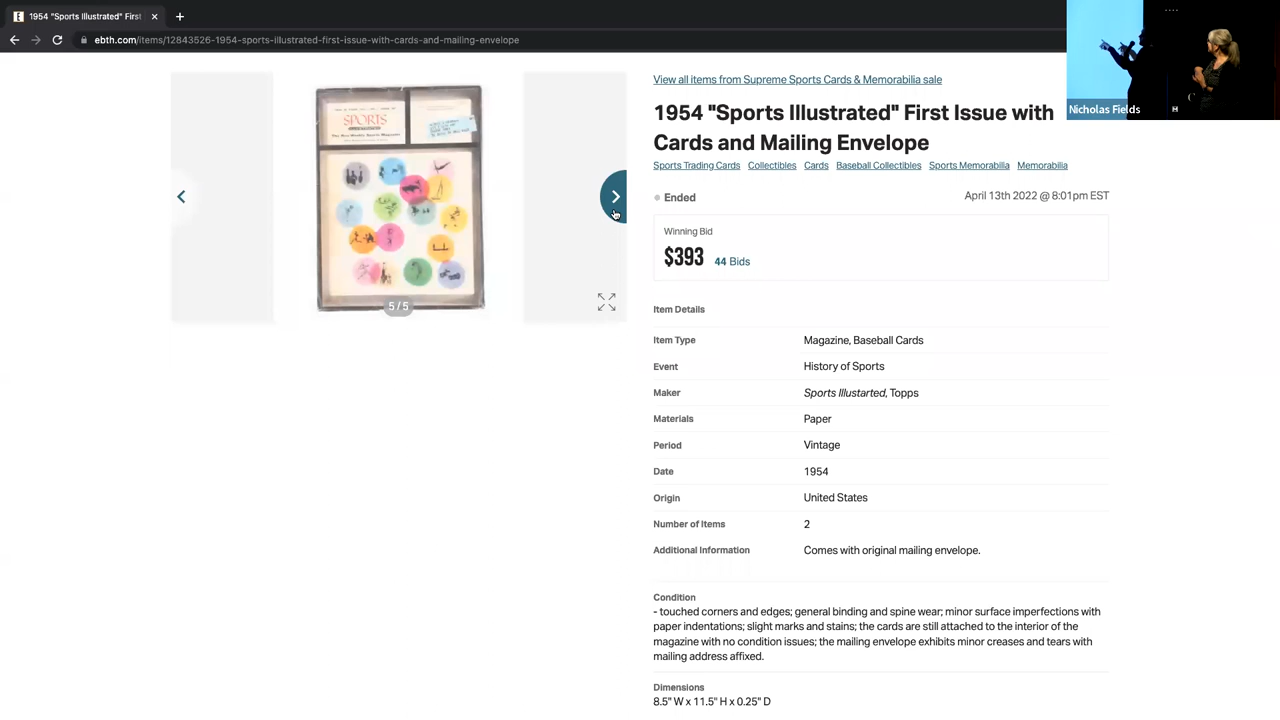 1954 "Sports Illustrated" First
ebth.com/items/12843526-1954-sports-illustrated-first-issue-with-cards-and-mailing-envelope
Nicholas Fields
H
SPORTS
ILLUSTRATED
5/5
View all items from Supreme Sports Cards & Memorabilia sale
1954 "Sports Illustrated" First Issue with
Cards and Mailing Envelope
Sports Trading Cards Collectibles Cards Baseball Collectibles Sports Memorabilia Memorabilia
Ended April 13th 2022 @ 8:01pm EST
Winning Bid
$393 44 Bids
Item Details
Item Type Magazine, Baseball Cards
Event History of Sports
Maker Sports Illustarted, Topps
Materials Paper
Period Vintage
Date 1954
Origin United States
Number of Items 2
Additional Information Comes with original mailing envelope.
Condition
- touched corners and edges; general binding and spine wear; minor surface imperfections with
paper indentations; slight marks and stains; the cards are still attached to the interior of the
magazine with no condition issues; the mailing envelope exhibits minor creases and tears with
mailing address affixed.
Dimensions
8.5" W x 11.5" H x 0.25" D